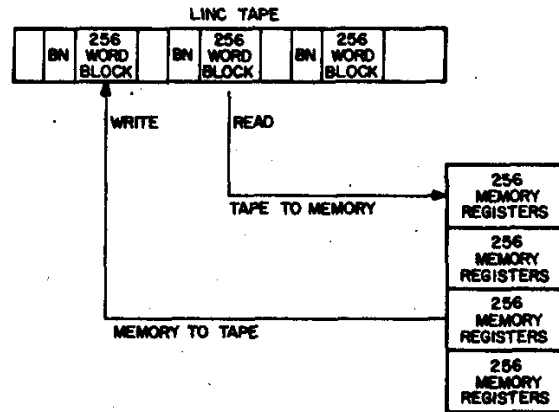 LINC TAPE
BN
256
WORD
BLOCK
BN
256
WORD
BLOCK
BN
256
WORD
BLOCK
WRITE
READ
TAPE TO MEMORY
256
MEMORY
REGISTERS
256
MEMORY
REGISTERS
MEMORY TO TAPE
256
MEMORY
REGISTERS
256
MEMORY
REGISTERS